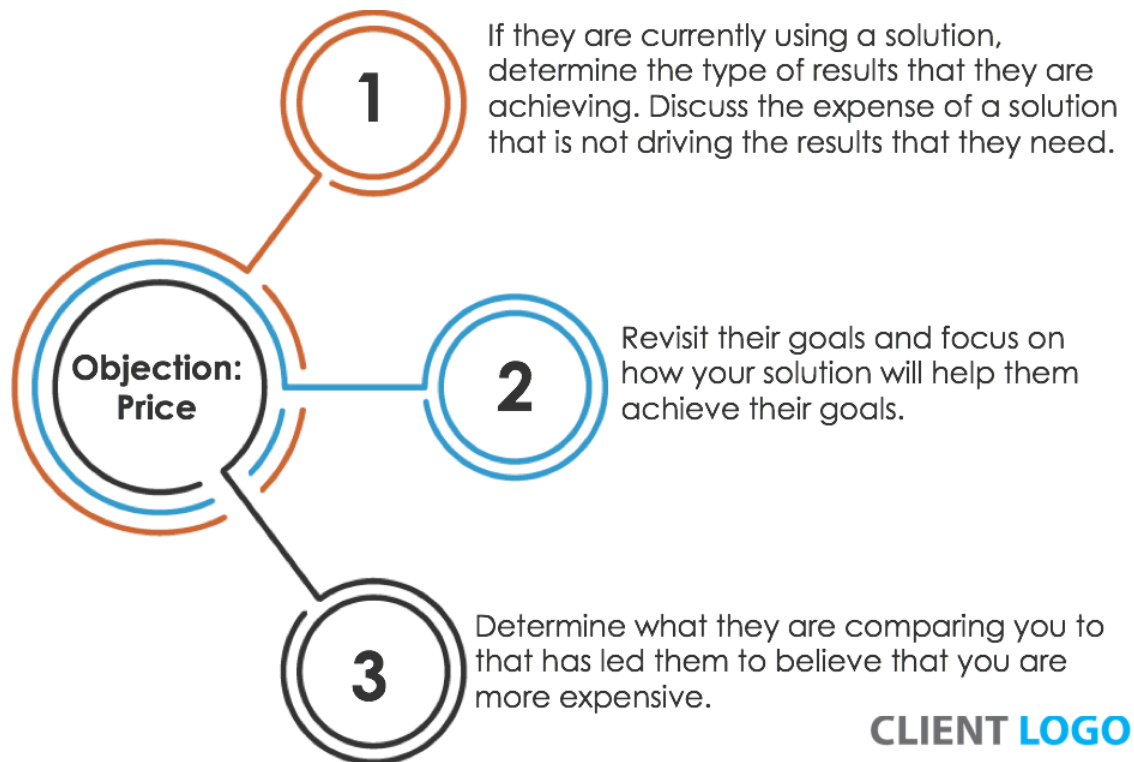 1
If they are currently using a solution,
determine the type of results that they are
achieving. Discuss the expense of a solution
that is not driving the results that they need.
Objection:
Price
2
Revisit their goals and focus on
how your solution will help them
achieve their goals.
3
Determine what they are comparing you to
that has led them to believe that you are
more expensive.
CLIENT LOGO